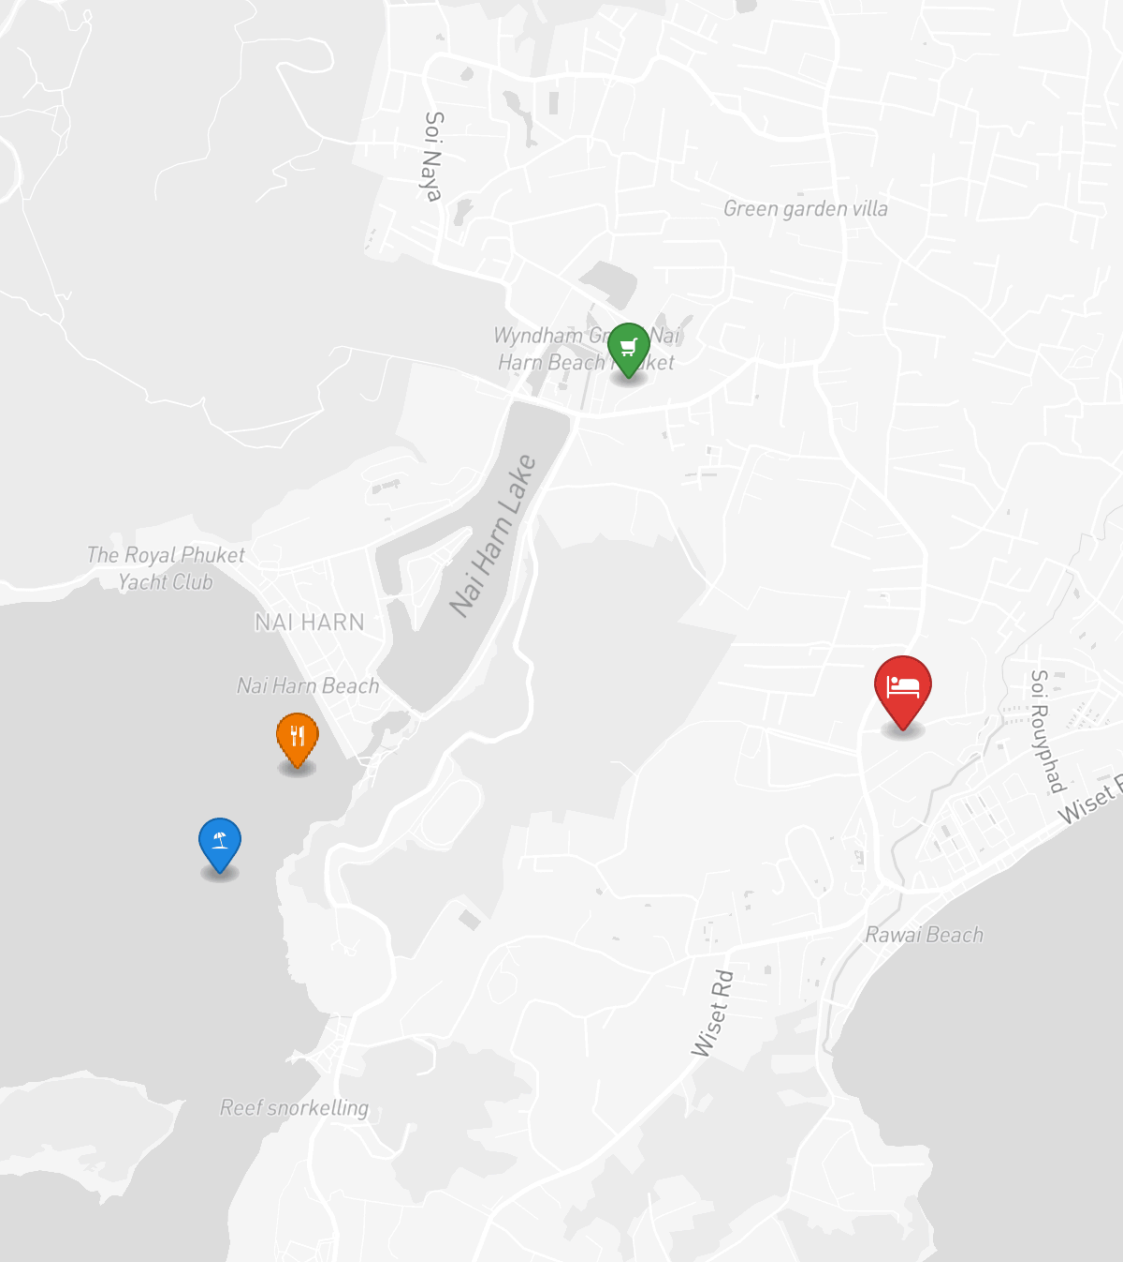 Soi Naya
Green garden villa
Wyndham Gr Nai
Harn Beach Phuket
Nai Harn Lake
The Royal Phuket
Yacht Club
NAI HARN
Nai Harn Beach
Soi Rouyphad
Wiset
Rawai Beach
Wiset Rd
Reef snorkelling